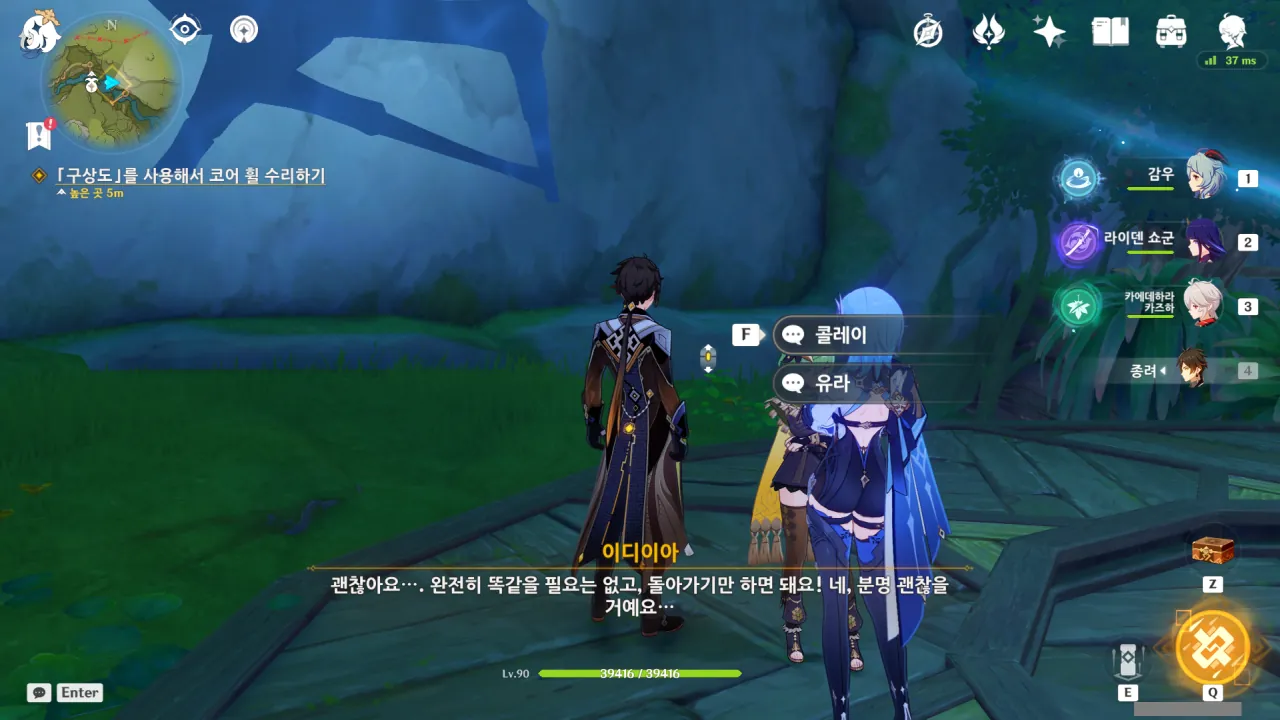 N
37 ms
「구상도」를 사용해서 코어 휠 수리하기
높은 곳 5m
감우
1
라이덴 쇼군
2
카에데하라
카즈하
3
종려
4
F
콜레이
유라
이디이아
괜찮아요…. 완전히 똑같을 필요는 없고, 돌아가기만 하면 돼요! 네, 분명 괜찮을
거예요…
Z
Lv.90
39416 / 39416
Enter
E
Q